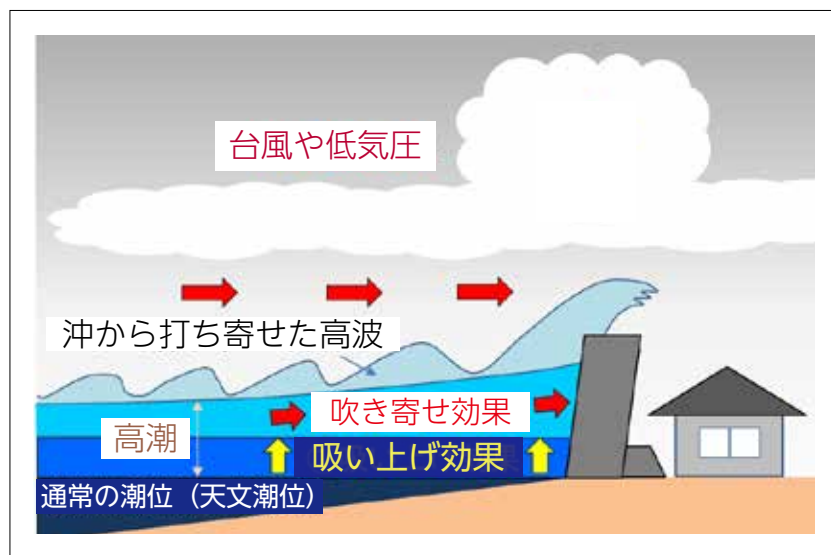 台風や低気圧
沖から打ち寄せた高波
吹き寄せ効果
高潮
吸い上げ効果
通常の潮位（天文潮位）